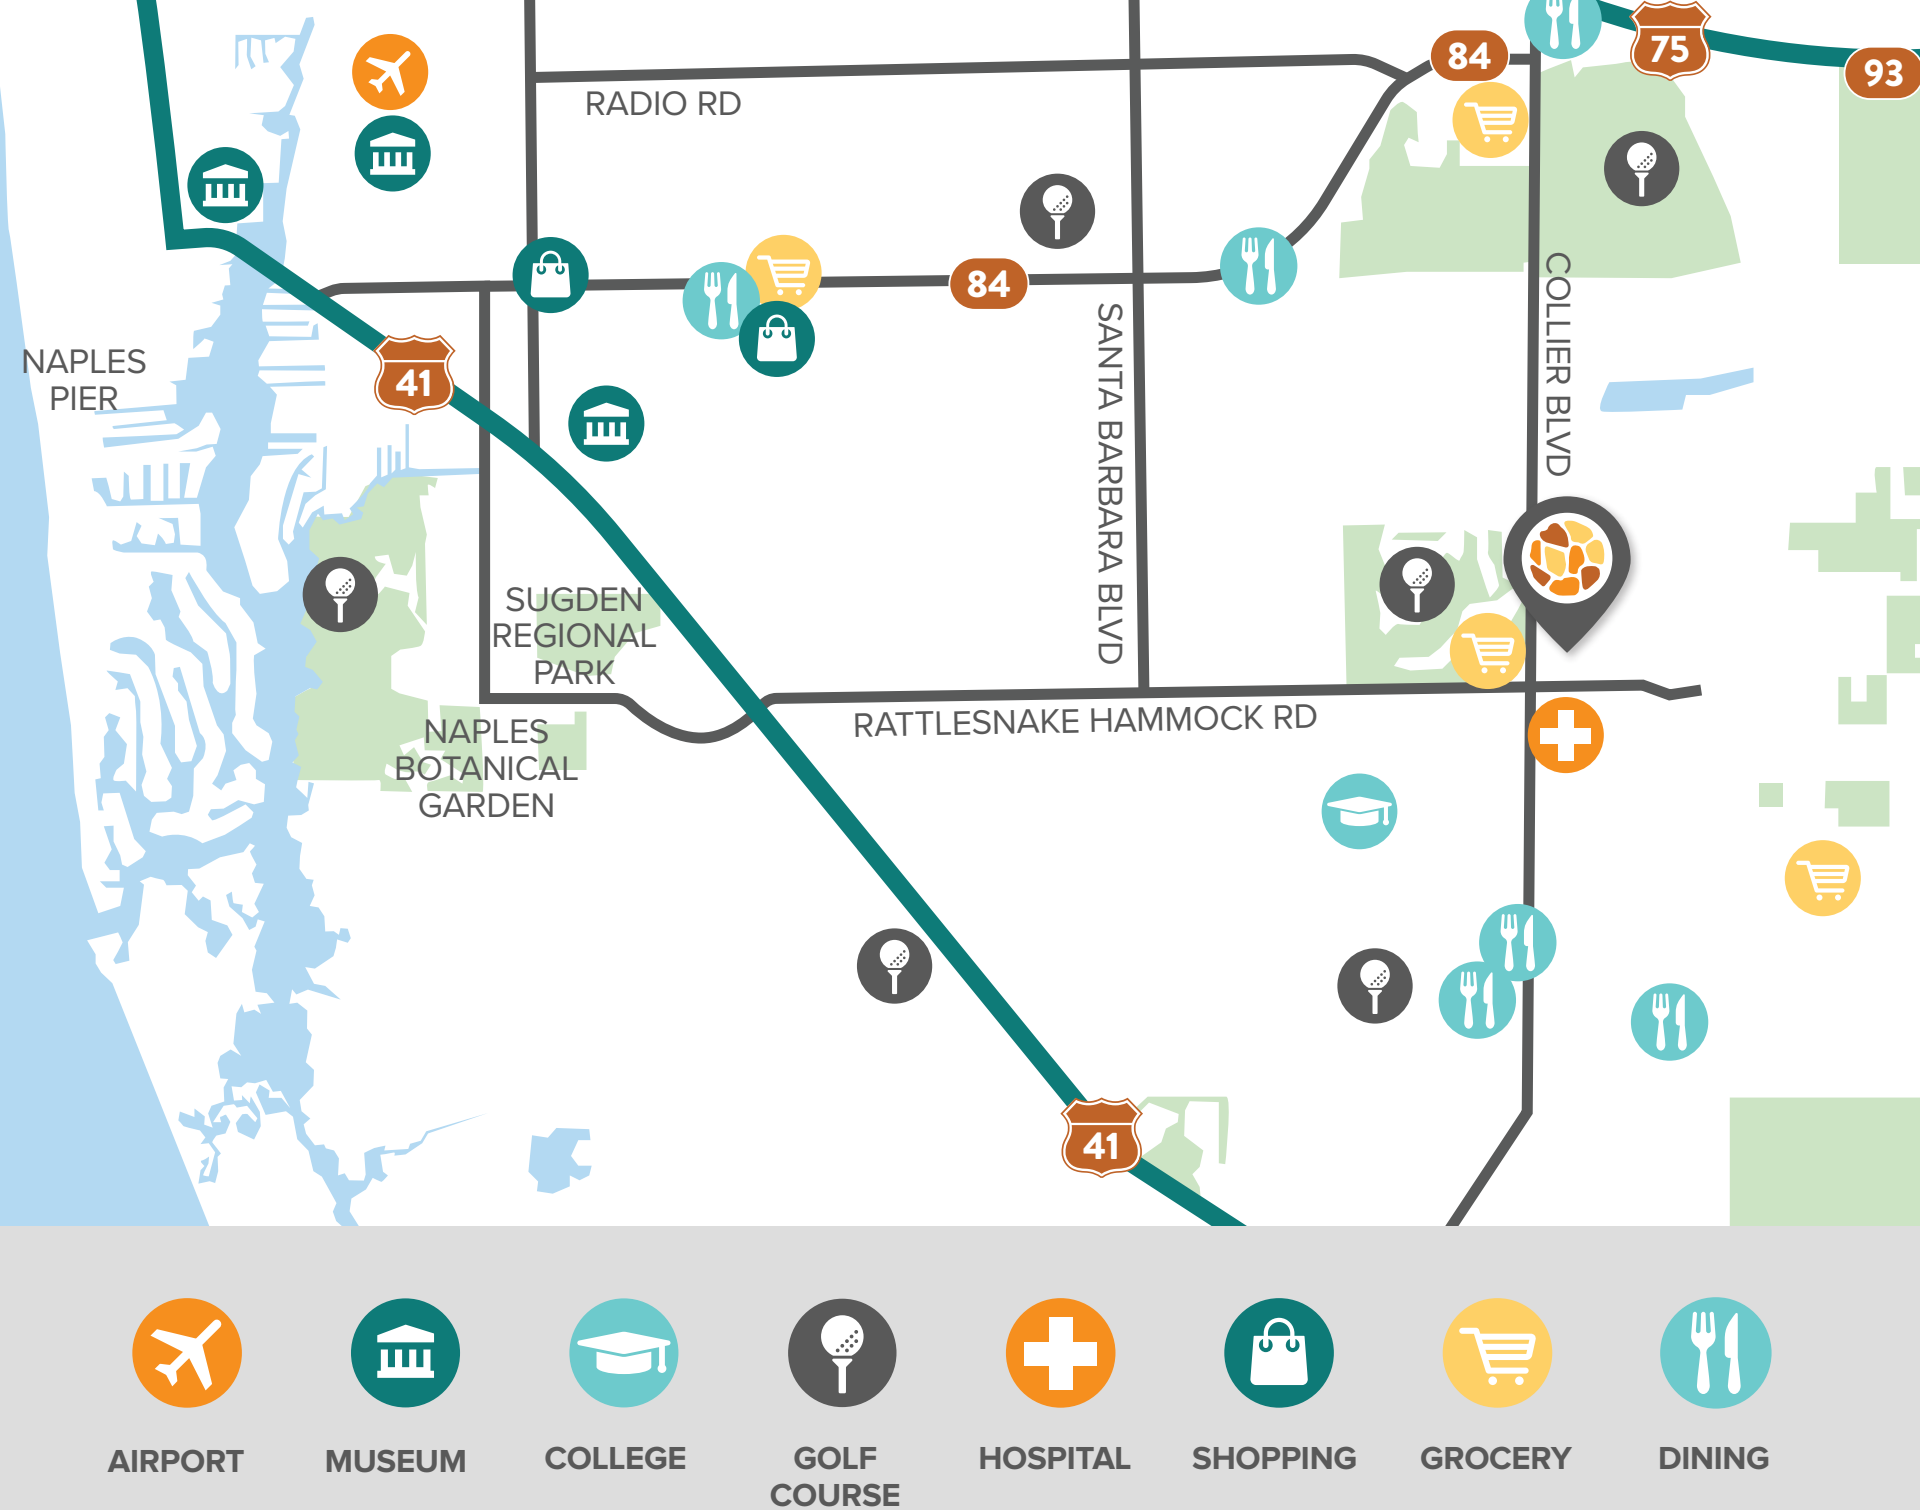 75
84
93
RADIO RD
84
COLLIER BLVD
SANTA BARBARA BLVD
NAPLES
PIER
41
SUGDEN
REGIONAL
PARK
RATTLESNAKE HAMMOCK RD
NAPLES
BOTANICAL
GARDEN
41
AIRPORT
MUSEUM
COLLEGE
GOLF
COURSE
HOSPITAL
SHOPPING
GROCERY
DINING